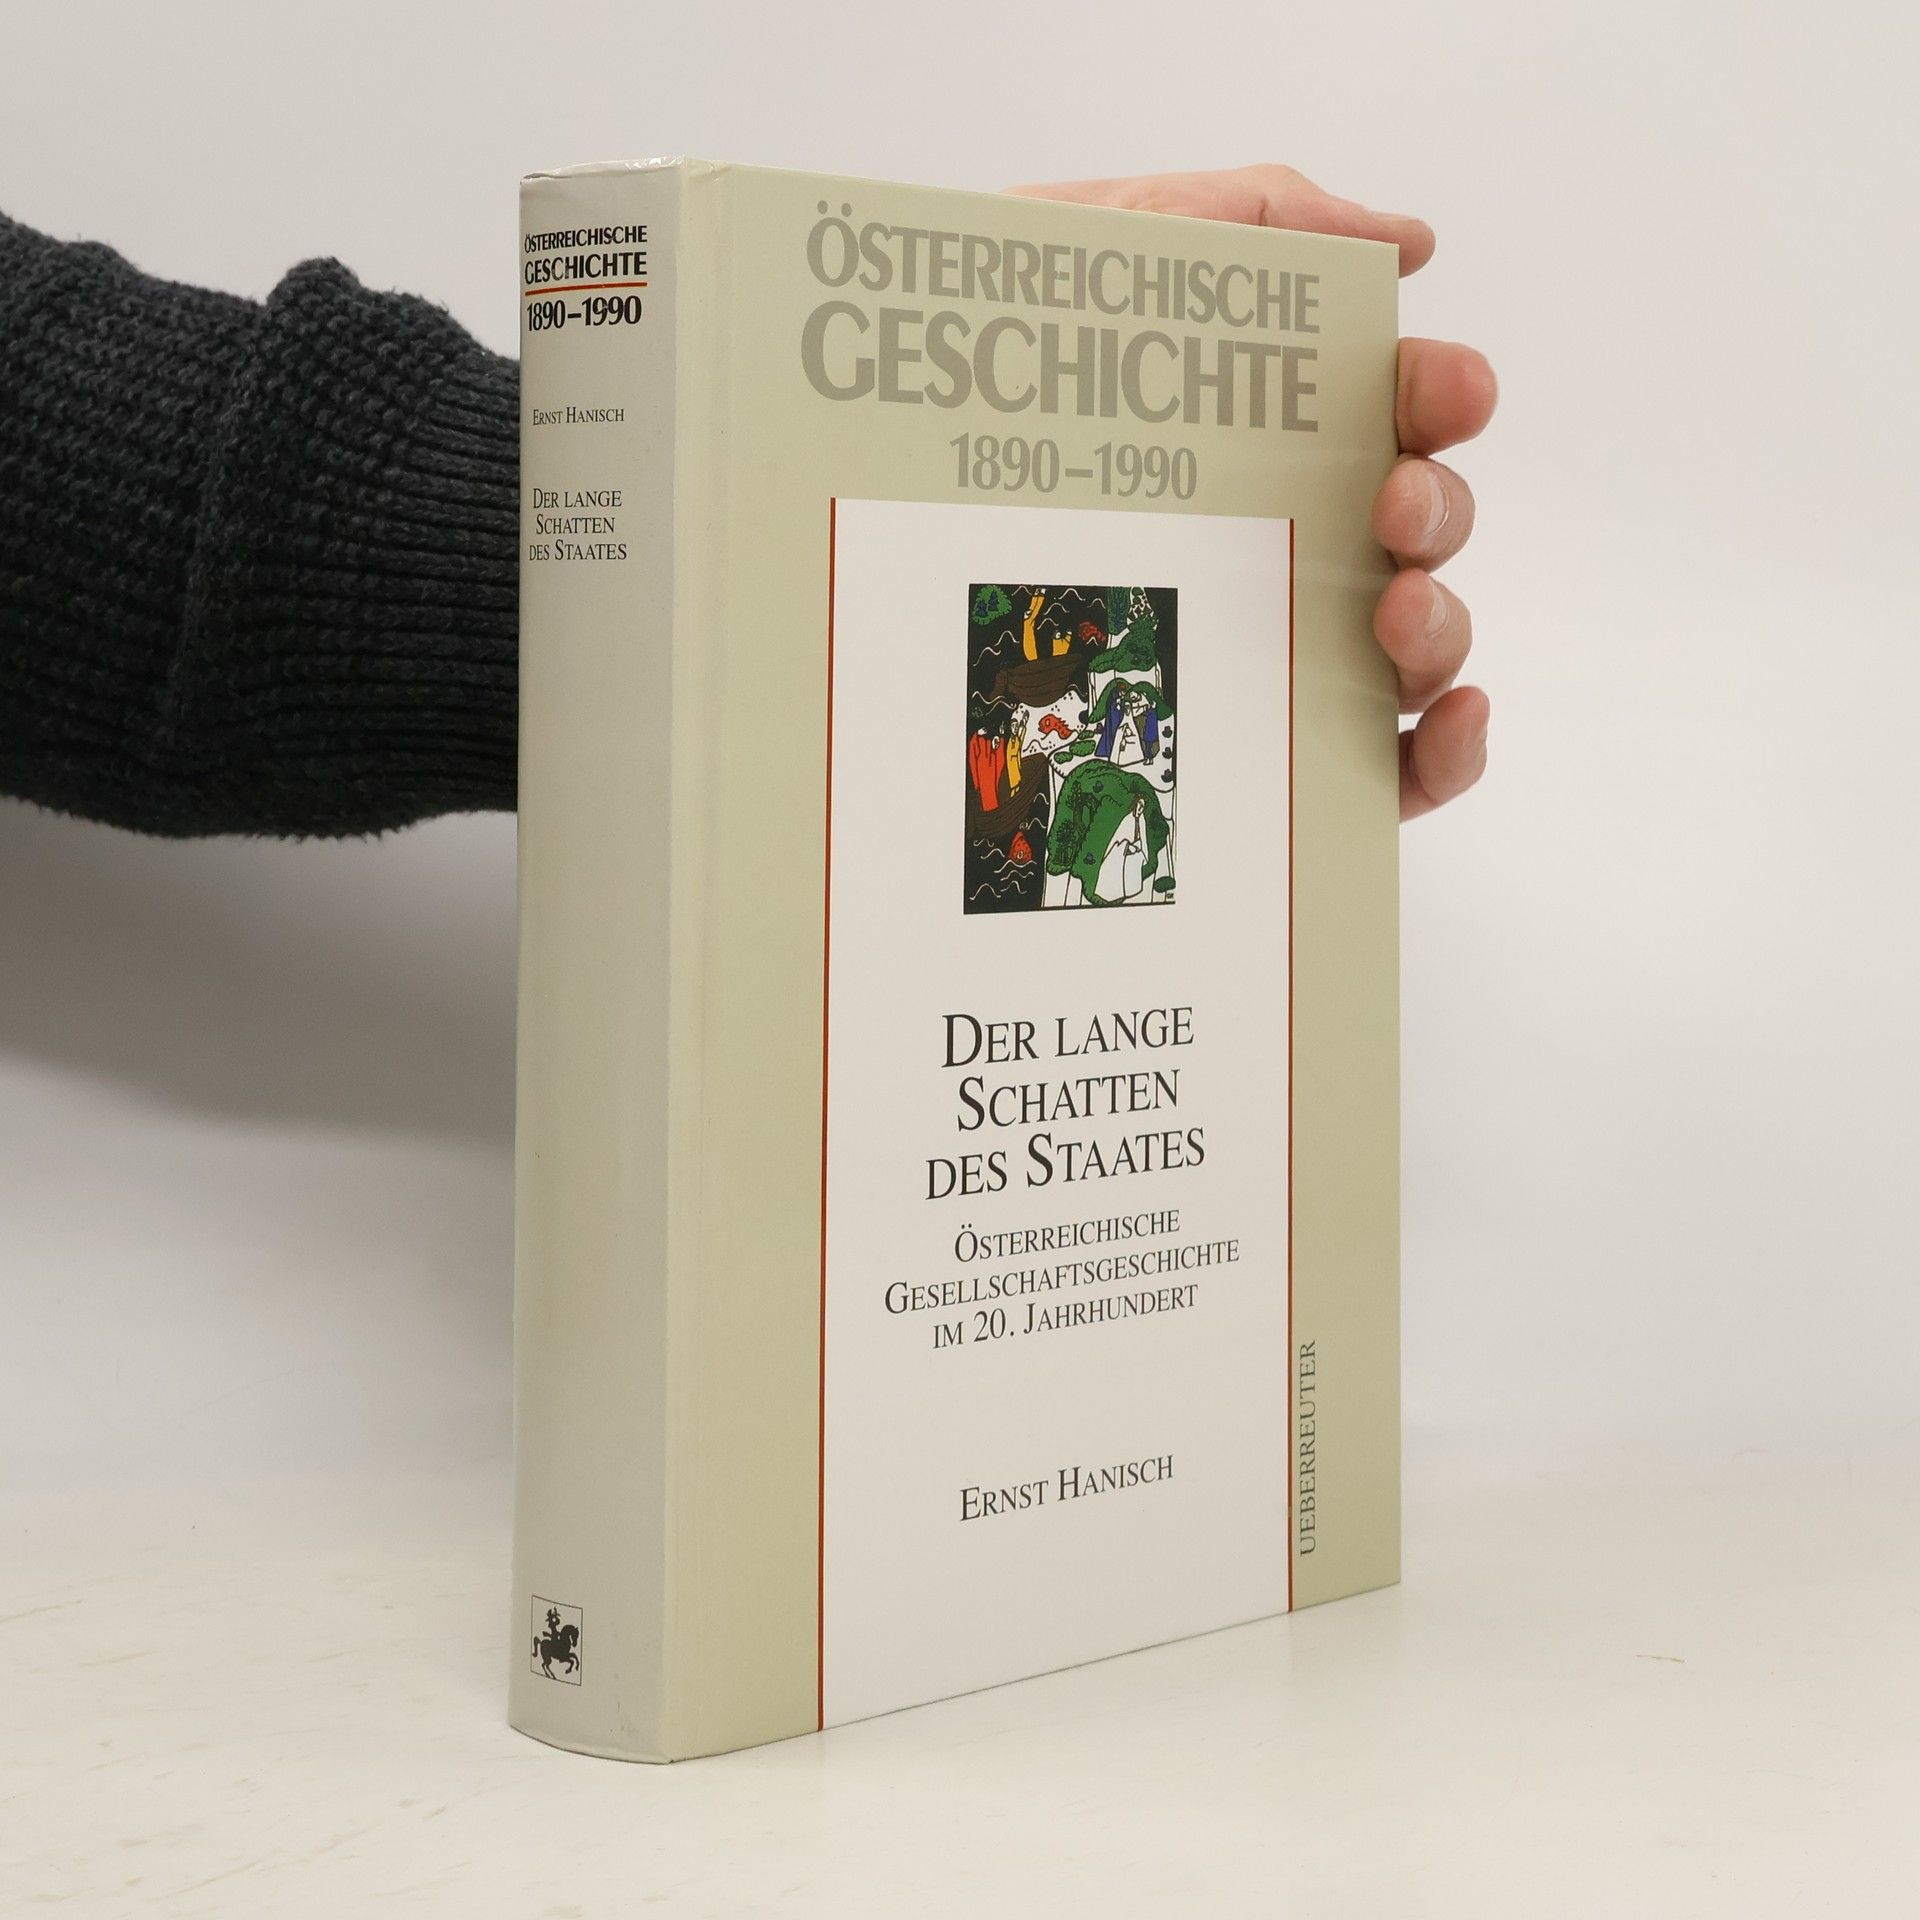 ÖSTERREICHISCHE
GESCHICHTE
1890–1990
ERNST HANISCH
DER LANGE
SCHATTEN
DES STAATES
ÖSTERREICHISCHE
GESCHICHTE
1890–1990
DER LANGE
SCHATTEN
DES STAATES
ÖSTERREICHISCHE
GESELLSCHAFTSGESCHICHTE
IM 20. JAHRHUNDERT
ERNST HANISCH
UEBERREUTER